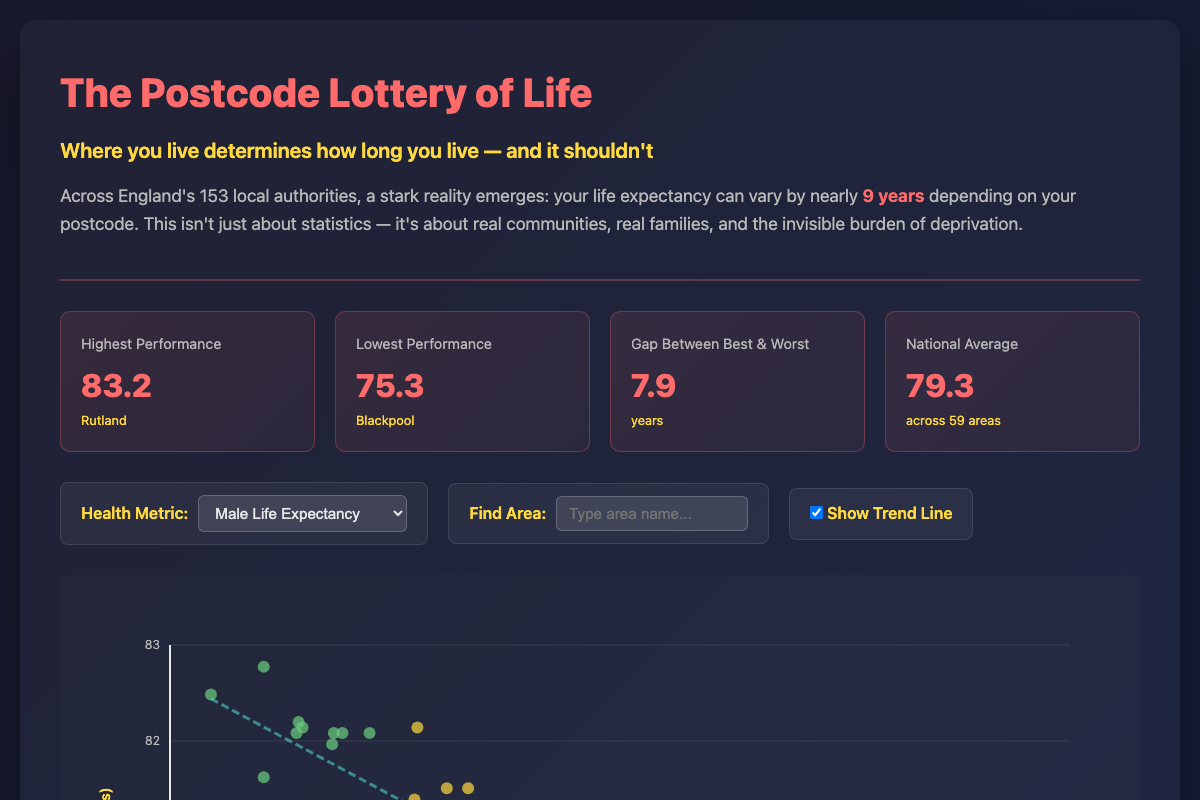 The Postcode Lottery of Life
Where you live determines how long you live — and it shouldn't
Across England's 153 local authorities, a stark reality emerges: your life expectancy can vary by nearly 9 years depending on your
postcode. This isn't just about statistics — it's about real communities, real families, and the invisible burden of deprivation.
Highest Performance
83.2
Rutland
Lowest Performance
75.3
Blackpool
Gap Between Best & Worst
7.9
years
National Average
79.3
across 59 areas
Health Metric: Male Life Expectancy
Find Area: Type area name...
Show Trend Line
83
82
s)